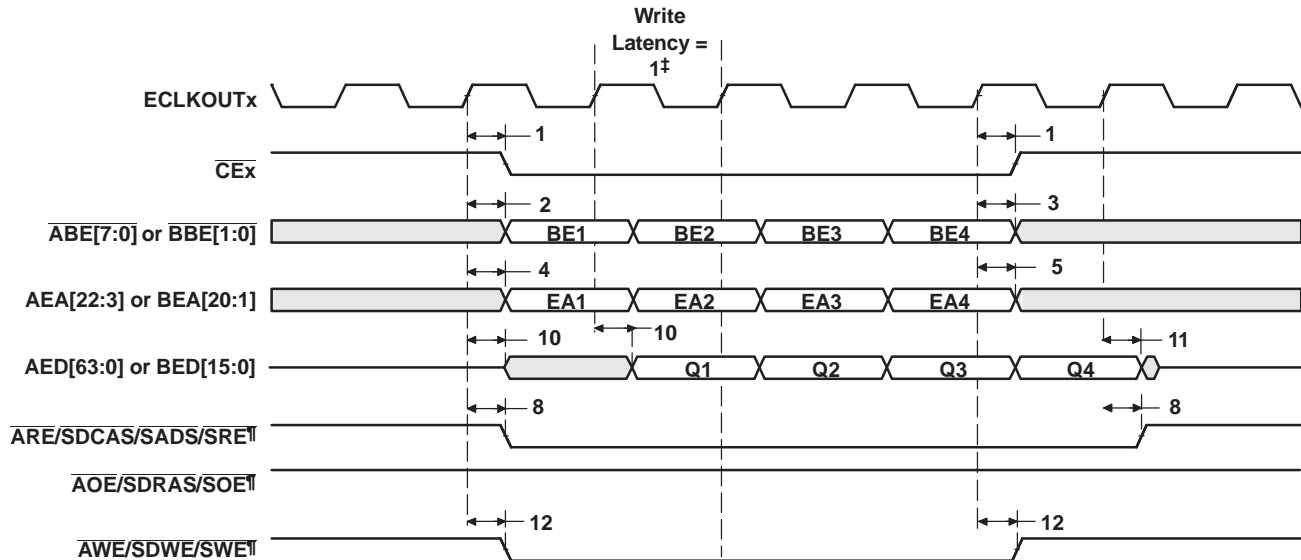 Write
Latency =
1‡
ECLKOUTx
1 1
CEx
2 3
ABE[7:0] or BBE[1:0]
BE1 BE2 BE3 BE4
4 5
AEA[22:3] or BEA[20:1]
EA1 EA2 EA3 EA4
10 10 11
AED[63:0] or BED[15:0]
Q1 Q2 Q3 Q4
8 8
ARE/SDCAS/SADS/SRE¶
AOE/SDRAS/SOE¶
12 12
AWE/SDWE/SWE¶